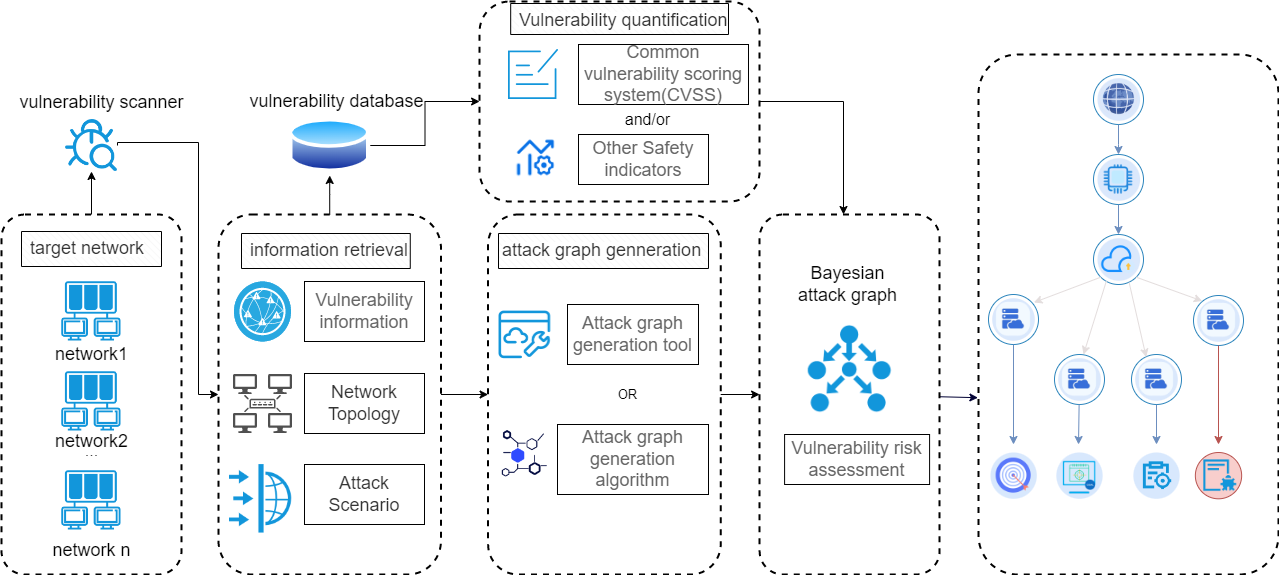 Vulnerability quantification
Common
vulnerability scoring
system(CVSS)
and/or
Other Safety
indicators
vulnerability scanner
vulnerability database
target network
network1
network2
...
network n
information retrieval
Vulnerability
information
Network
Topology
Attack
Scenario
attack graph genneration
Attack graph
generation tool
OR
Attack graph
generation
algorithm
Bayesian
attack graph
Vulnerability risk
assessment